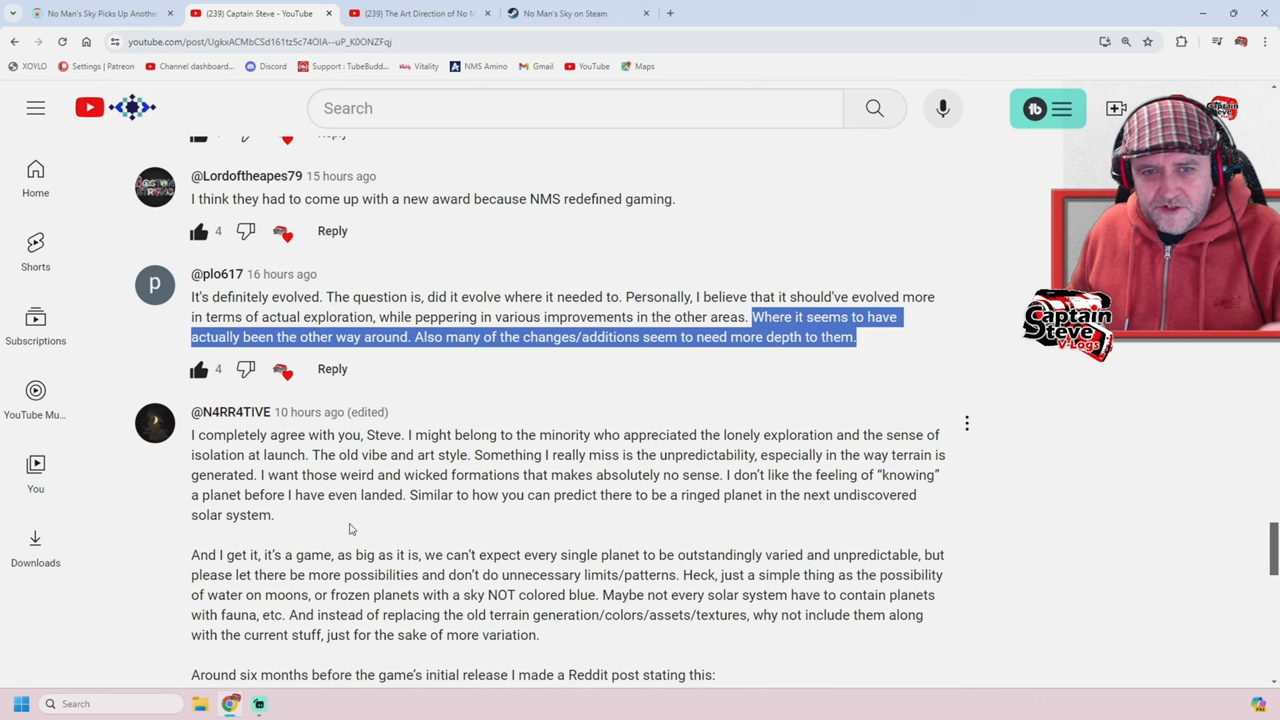 No Man's Sky Picks Up Anothe
(239) Captain Steve - YouTube
(239) The Art Direction of No M
No Man's Sky on Steam
youtube.com/post/UgkxACMbCSd161tz5c74OIA--uP_K0ONZFqj
XOYLO
Settings | Patreon
Channel dashboard...
Discord
Support : TubeBudd...
Vitality
NMS Amino
Gmail
YouTube
Maps
Search
Reply
Home
Shorts
Subscriptions
YouTube Mu...
You
Downloads
@Lordoftheapes79 15 hours ago
I think they had to come up with a new award because NMS redefined gaming.
4 Reply
p
@plo617 16 hours ago
It's definitely evolved. The question is, did it evolve where it needed to. Personally, I believe that it should've evolved more
in terms of actual exploration, while peppering in various improvements in the other areas. Where it seems to have
actually been the other way around. Also many of the changes/additions seem to need more depth to them.
4 Reply
@N4RR4TIVE 10 hours ago (edited)
I completely agree with you, Steve. I might belong to the minority who appreciated the lonely exploration and the sense of
isolation at launch. The old vibe and art style. Something I really miss is the unpredictability, especially in the way terrain is
generated. I want those weird and wicked formations that makes absolutely no sense. I don't like the feeling of “knowing”
a planet before I have even landed. Similar to how you can predict there to be a ringed planet in the next undiscovered
solar system.
And I get it, it's a game, as big as it is, we can't expect every single planet to be outstandingly varied and unpredictable, but
please let there be more possibilities and don't do unnecessary limits/patterns. Heck, just a simple thing as the possibility
of water on moons, or frozen planets with a sky NOT colored blue. Maybe not every solar system have to contain planets
with fauna, etc. And instead of replacing the old terrain generation/colors/assets/textures, why not include them along
with the current stuff, just for the sake of more variation.
Around six months before the game's initial release I made a Reddit post stating this:
Captain
Steve
V-Logs
Search